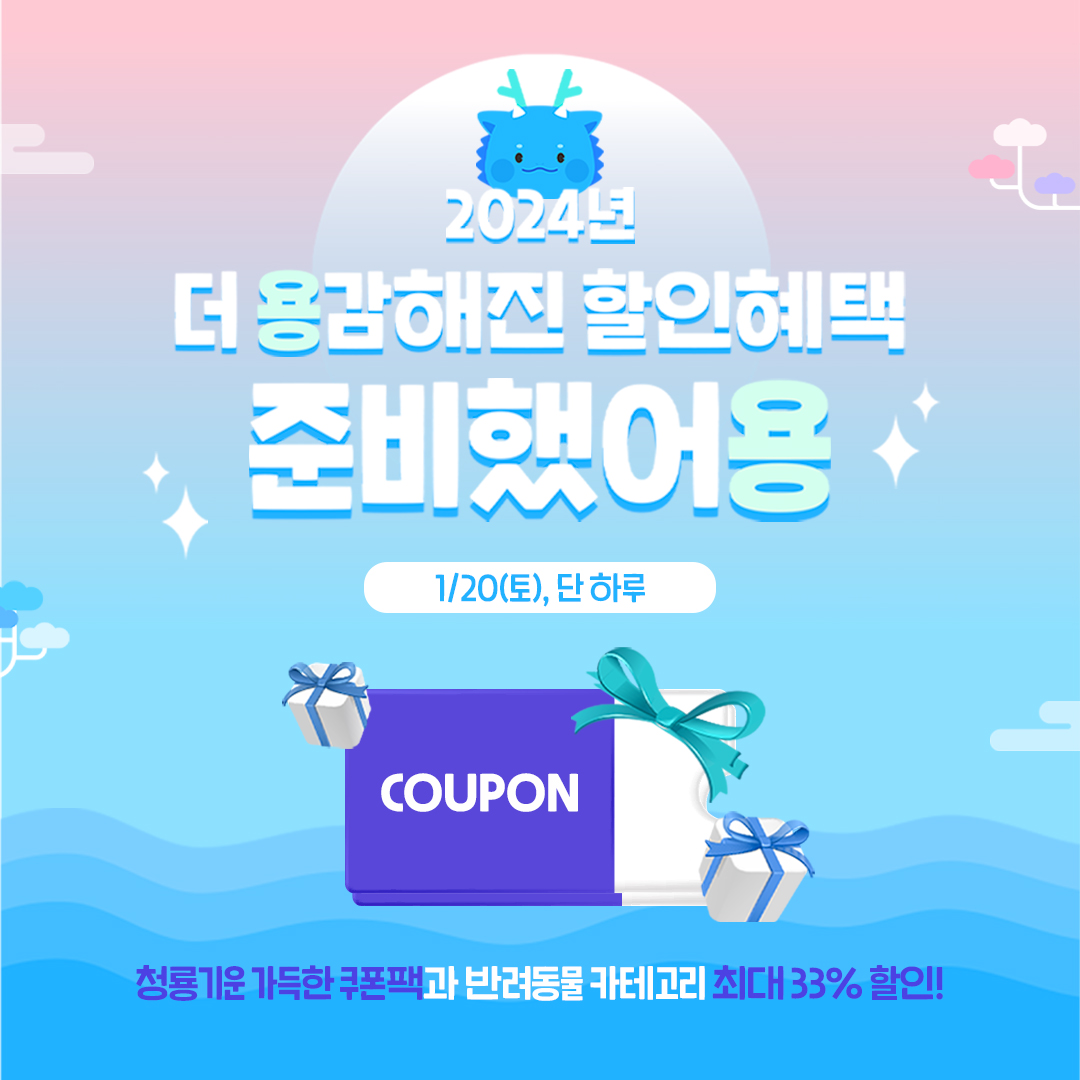 2024년
더 용감해진 할인혜택
준비했어용
1/20(토), 단 하루
COUPON
청룡기운 가득한 쿠폰팩과 반려동물 카테고리 최대 33% 할인!